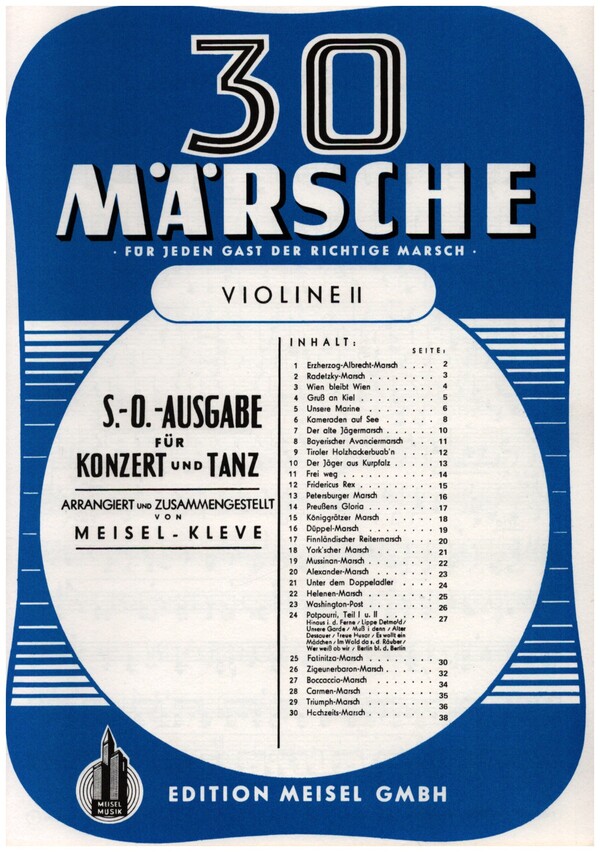 30
MÄRSCHE
· FÜR JEDEN GAST DER RICHTIGE MARSCH ·
VIOLINE II
S.-O.-AUSGABE
FÜR
KONZERT UND TANZ
ARRANGIERT UND ZUSAMMENGESTELLT
VON
MEISEL-KLEVE
INHALT:
SEITE:
1 Erzherzog-Albrecht-Marsch . . . . 2
2 Radetzky-Marsch . . . . 3
3 Wien bleibt Wien . . . . 4
4 Gruß an Kiel . . . . 5
5 Unsere Marine . . . . 6
6 Kameraden auf See . . . . 8
7 Der alte Jägermarsch . . . . 10
8 Bayerischer Avanciermarsch . . . . 11
9 Tiroler Holzhackerbuab'n . . . . 12
10 Der Jäger aus Kurpfalz . . . . 13
11 Frei weg . . . . 14
12 Fridericus Rex . . . . 15
13 Petersburger Marsch . . . . 16
14 Preußens Gloria . . . . 17
15 Königgrätzer Marsch . . . . 18
16 Düppel-Marsch . . . . 19
17 Finnländischer Reitermarsch . . . . 20
18 York'scher Marsch . . . . 21
19 Mussinan-Marsch . . . . 22
20 Alexander-Marsch . . . . 23
21 Unter dem Doppeladler . . . . 24
22 Helenen-Marsch . . . . 25
23 Washington-Post . . . . 26
24 Potpourri, Teil I u. II . . . . 27
Hinaus i. d. Ferne / Lippe Detmold /
Unsere Garde / Muß i denn / Alter
Dessauer / Treue Husar / Es wollt ein
Mädchen / Im Wald da s. d. Räuber /
Wer weiß ob wir / Berlin bl. d. Berlin
25 Fatinitza-Marsch . . . . 30
26 Zigeunerbaron-Marsch . . . . 32
27 Boccaccio-Marsch . . . . 34
28 Carmen-Marsch . . . . 35
29 Triumph-Marsch . . . . 36
30 Hochzeits-Marsch . . . . 38
MEISEL
MUSIK
EDITION MEISEL GMBH